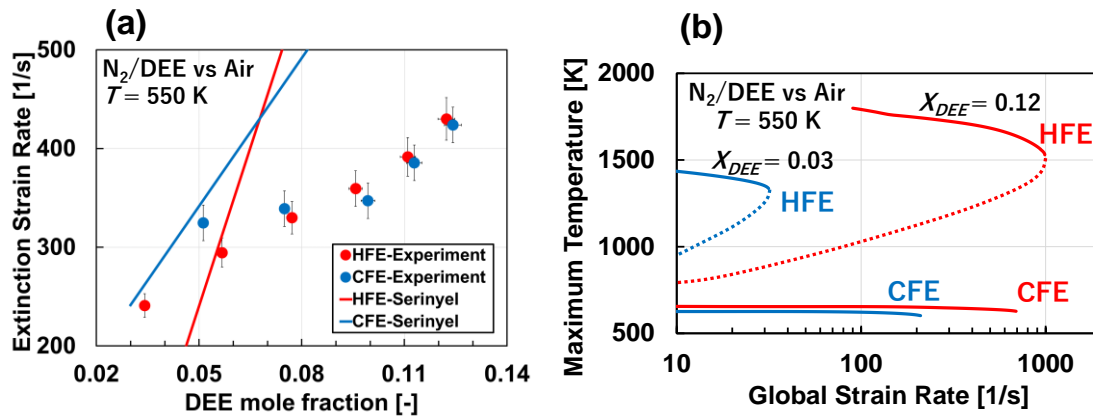 (a)
Extinction Strain Rate [1/s]
500
400
300
200
N2/DEE vs Air
T = 550 K
HFE-Experiment
CFE-Experiment
HFE-Serinyel
CFE-Serinyel
0.02
0.05
0.08
0.11
0.14
DEE mole fraction [-]
(b)
Maximum Temperature [K]
2000
1500
1000
500
N2/DEE vs Air
T = 550 K
XDEE = 0.12
HFE
XDEE = 0.03
HFE
CFE
CFE
10
100
1000
Global Strain Rate [1/s]